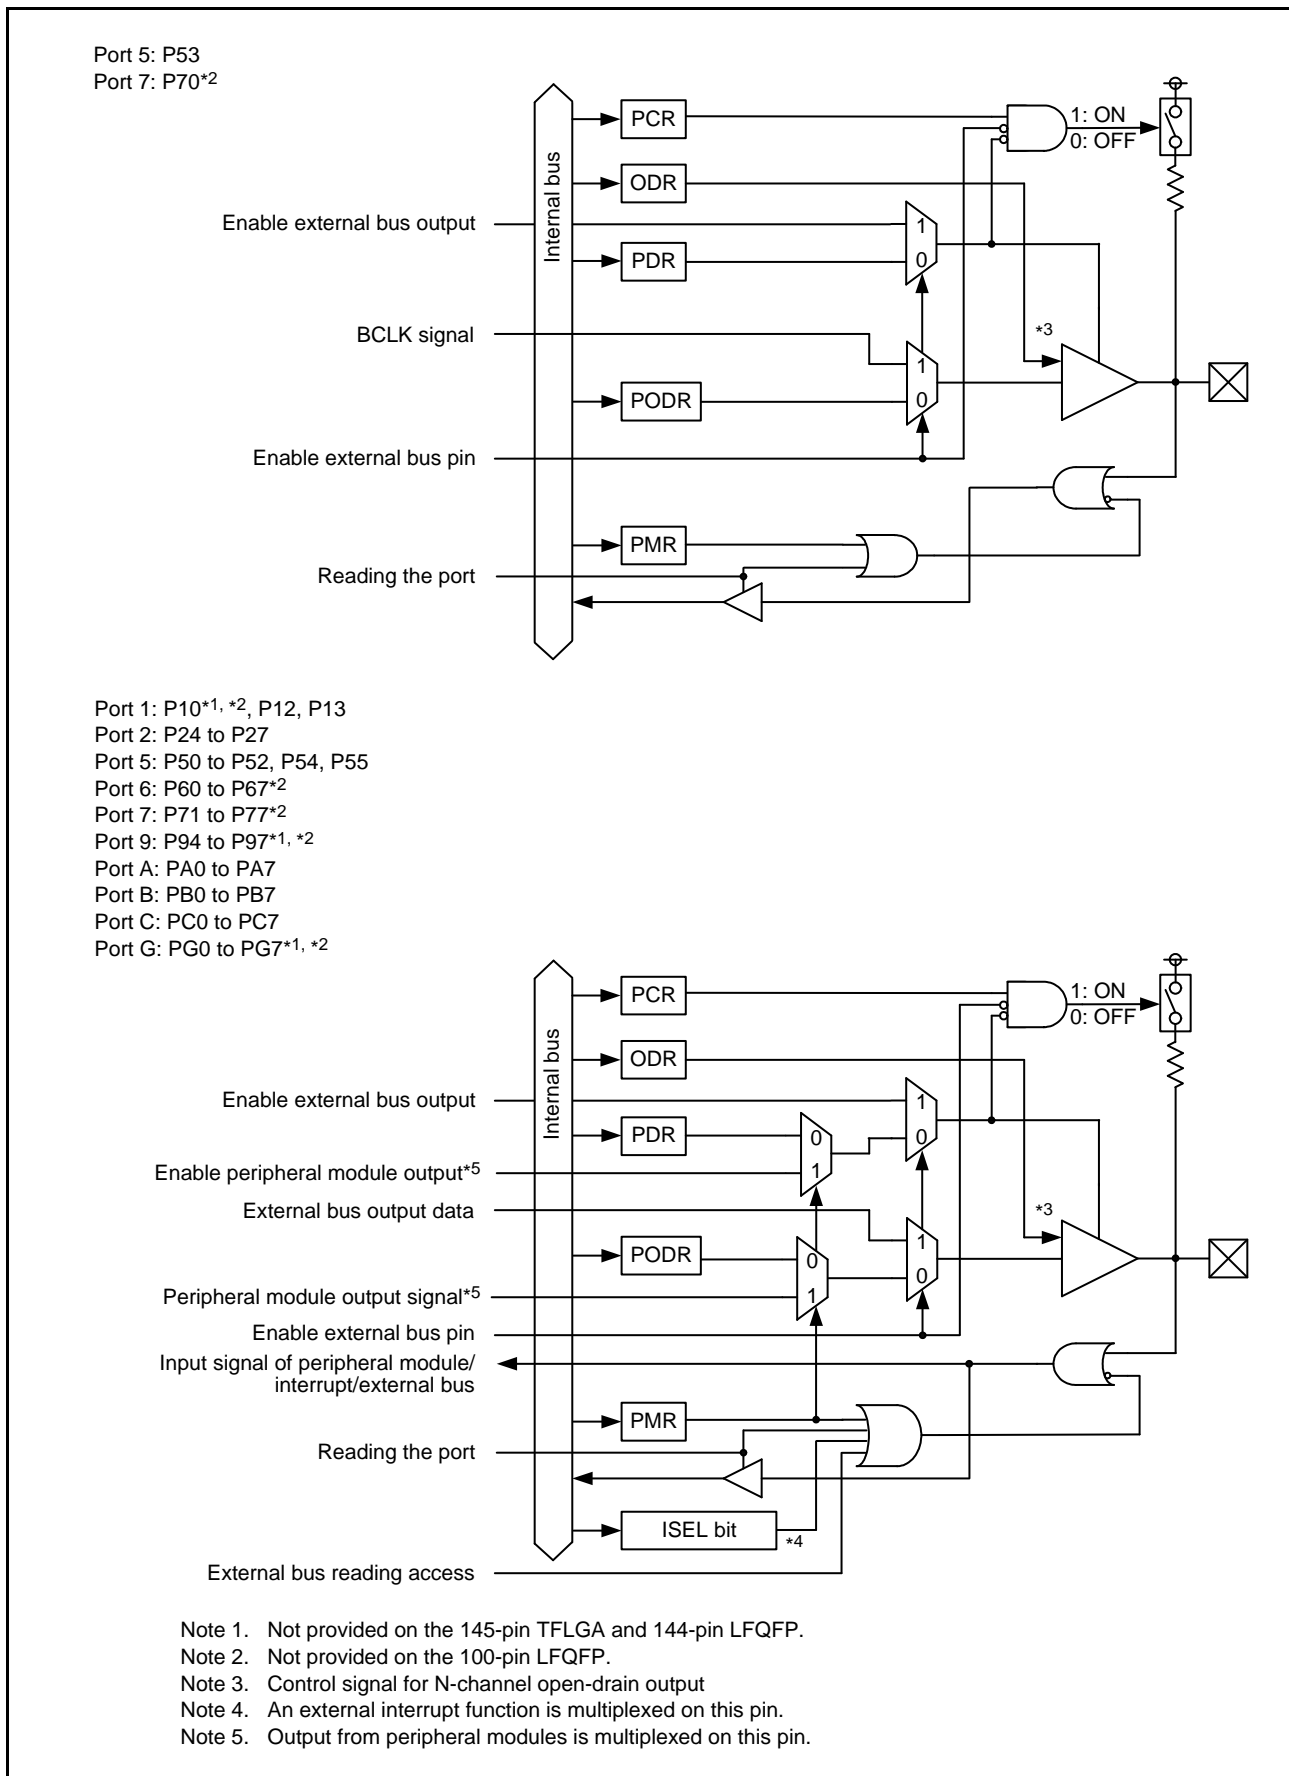 Port 5: P53
Port 7: P70*2
PCR
1: ON
0: OFF
ODR
Internal bus
Enable external bus output
1
PDR
0
BCLK signal
*3
1
PODR
0
Enable external bus pin
PMR
Reading the port
Port 1: P10*1, *2, P12, P13
Port 2: P24 to P27
Port 5: P50 to P52, P54, P55
Port 6: P60 to P67*2
Port 7: P71 to P77*2
Port 9: P94 to P97*1, *2
Port A: PA0 to PA7
Port B: PB0 to PB7
Port C: PC0 to PC7
Port G: PG0 to PG7*1, *2
PCR
1: ON
0: OFF
ODR
Internal bus
Enable external bus output
1
PDR
0
0
Enable peripheral module output*5
1
External bus output data
*3
1
PODR
0
0
Peripheral module output signal*5
1
Enable external bus pin
Input signal of peripheral module/
interrupt/external bus
PMR
Reading the port
ISEL bit
*4
External bus reading access
Note 1. Not provided on the 145-pin TFLGA and 144-pin LFQFP.
Note 2. Not provided on the 100-pin LFQFP.
Note 3. Control signal for N-channel open-drain output
Note 4. An external interrupt function is multiplexed on this pin.
Note 5. Output from peripheral modules is multiplexed on this pin.